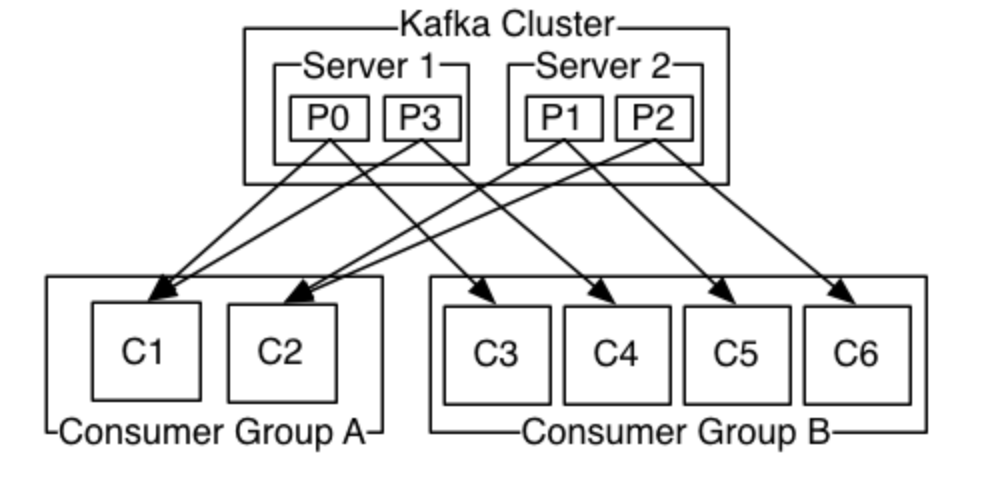 Kafka Cluster
Server 1
Server 2
P0
P3
P1
P2
C1
C2
C3
C4
C5
C6
Consumer Group A
Consumer Group B